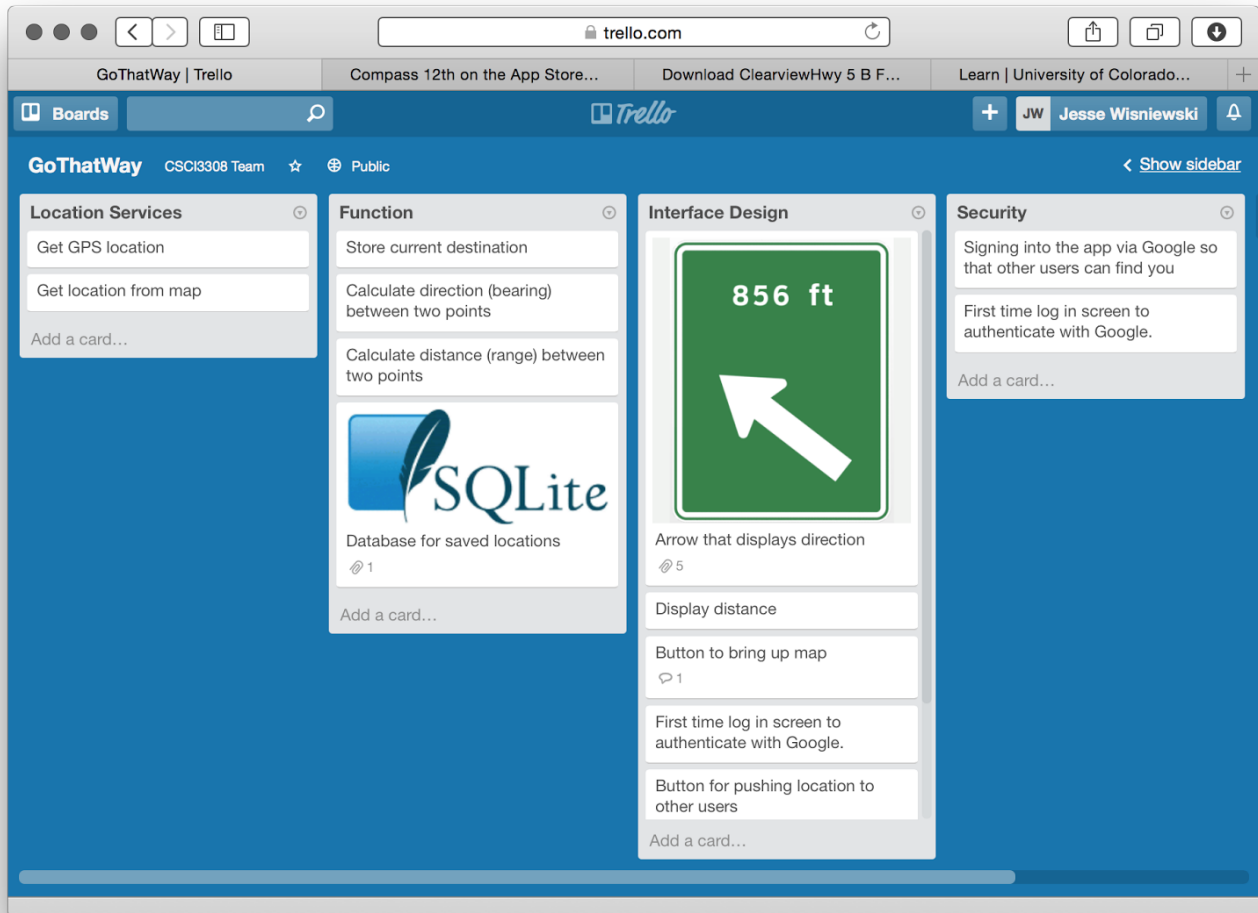 trello.com
GoThatWay | Trello
Compass 12th on the App Store...
Download ClearviewHwy 5 B F...
Learn | University of Colorado...
Boards
Trello
JW
Jesse Wisniewski
GoThatWay
CSCI3308 Team
Public
Show sidebar
Location Services
Get GPS location
Get location from map
Add a card…
Function
Store current destination
Calculate direction (bearing)
between two points
Calculate distance (range) between
two points
SQLite
Database for saved locations
1
Add a card…
Interface Design
856 ft
Arrow that displays direction
5
Display distance
Button to bring up map
1
First time log in screen to
authenticate with Google.
Button for pushing location to
other users
Add a card…
Security
Signing into the app via Google so
that other users can find you
First time log in screen to
authenticate with Google.
Add a card…